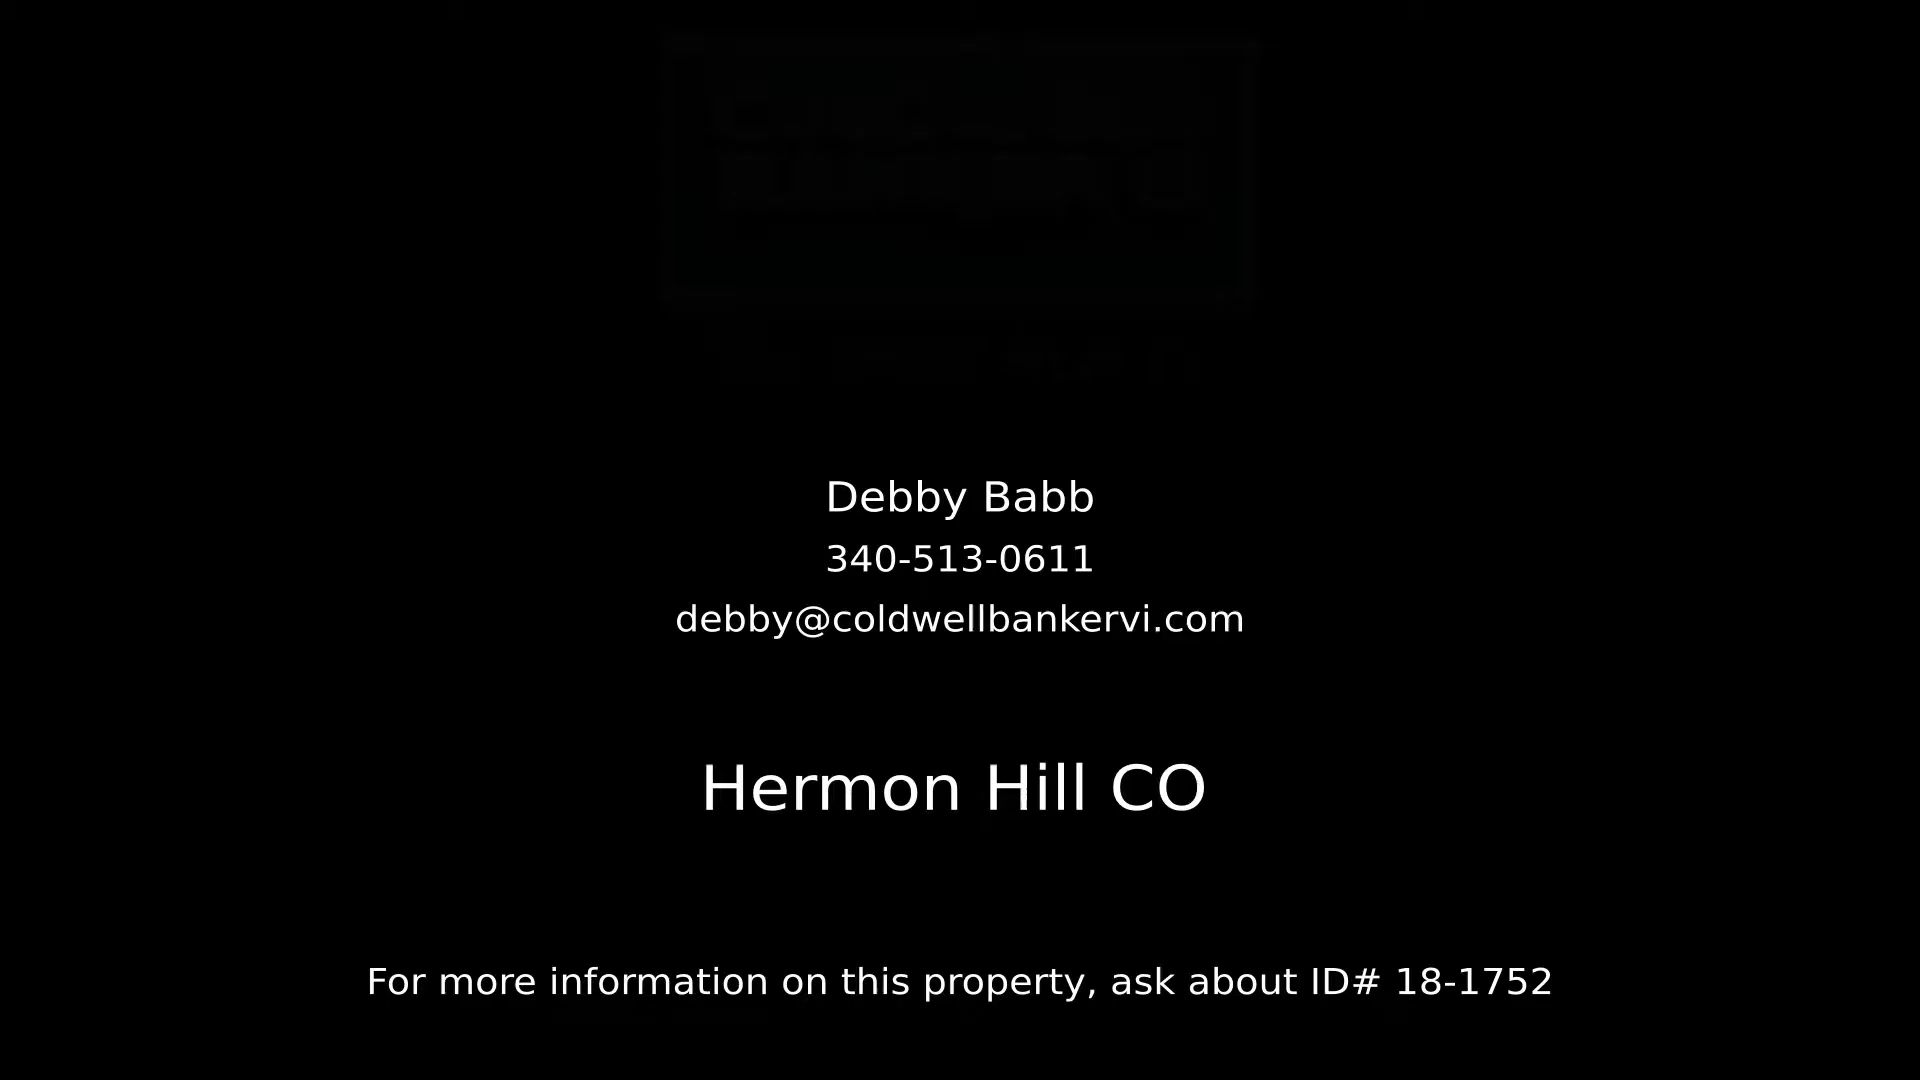 Debby Babb
340-513-0611
debby@coldwellbankervi.com
Hermon Hill CO
For more information on this property, ask about ID# 18-1752